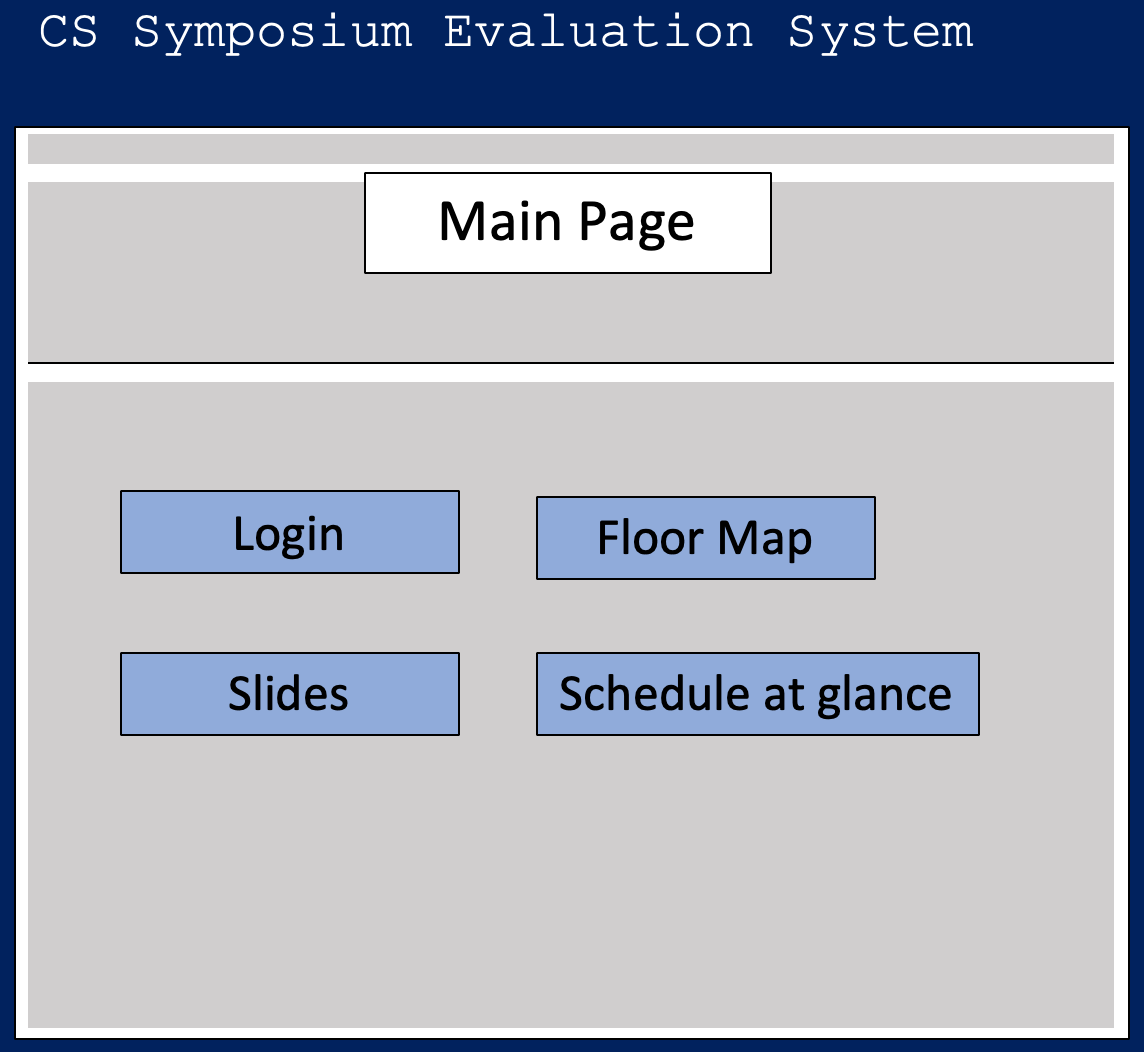 CS Symposium Evaluation System
Main Page
Login
Floor Map
Slides
Schedule at glance